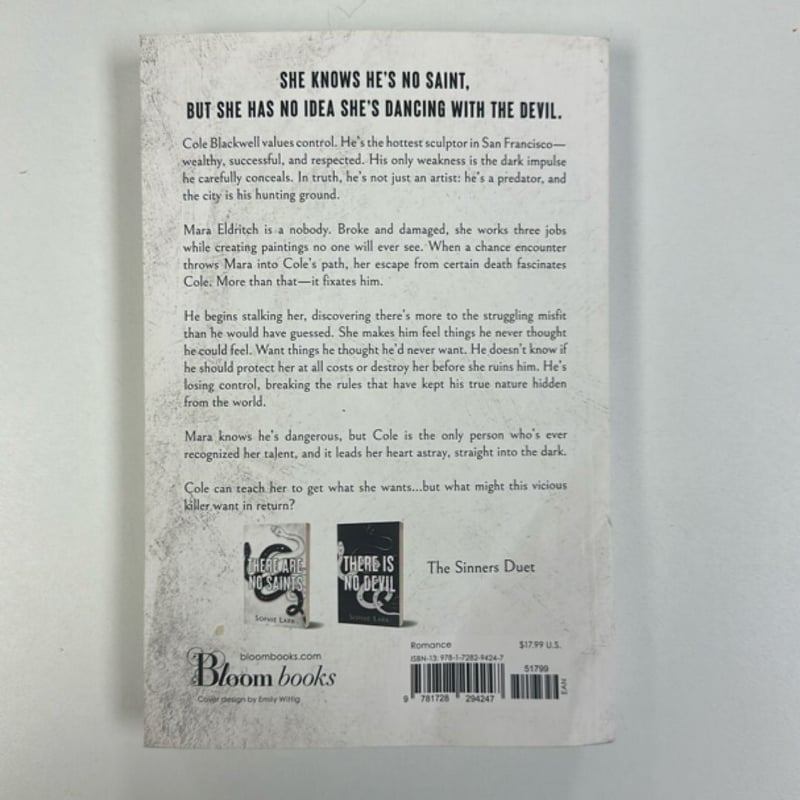 SHE KNOWS HE'S NO SAINT,
BUT SHE HAS NO IDEA SHE'S DANCING WITH THE DEVIL.
Cole Blackwell values control. He's the hottest sculptor in San Francisco—
wealthy, successful, and respected. His only weakness is the dark impulse
he carefully conceals. In truth, he's not just an artist: he's a predator, and
the city is his hunting ground.
Mara Eldritch is a nobody. Broke and damaged, she works three jobs
while creating paintings no one will ever see. When a chance encounter
throws Mara into Cole's path, her escape from certain death fascinates
Cole. More than that—it fixates him.
He begins stalking her, discovering there's more to the struggling misfit
than he would have guessed. She makes him feel things he never thought
he could feel. Want things he thought he'd never want. He doesn't know if
he should protect her at all costs or destroy her before she ruins him. He's
losing control, breaking the rules that have kept his true nature hidden
from the world.
Mara knows he's dangerous, but Cole is the only person who's ever
recognized her talent, and it leads her heart astray, straight into the dark.
Cole can teach her to get what she wants...but what might this vicious
killer want in return?
THERE ARE
NO SAINTS
SOPHIE LARK
THERE IS
NO DEVIL
SOPHIE LARK
The Sinners Duet
bloombooks.com
Bloom books
Cover design by Emily Wittig
Romance
$17.99 U.S.
ISBN-13: 978-1-7282-9424-7
51799
9 781728 294247
EAN